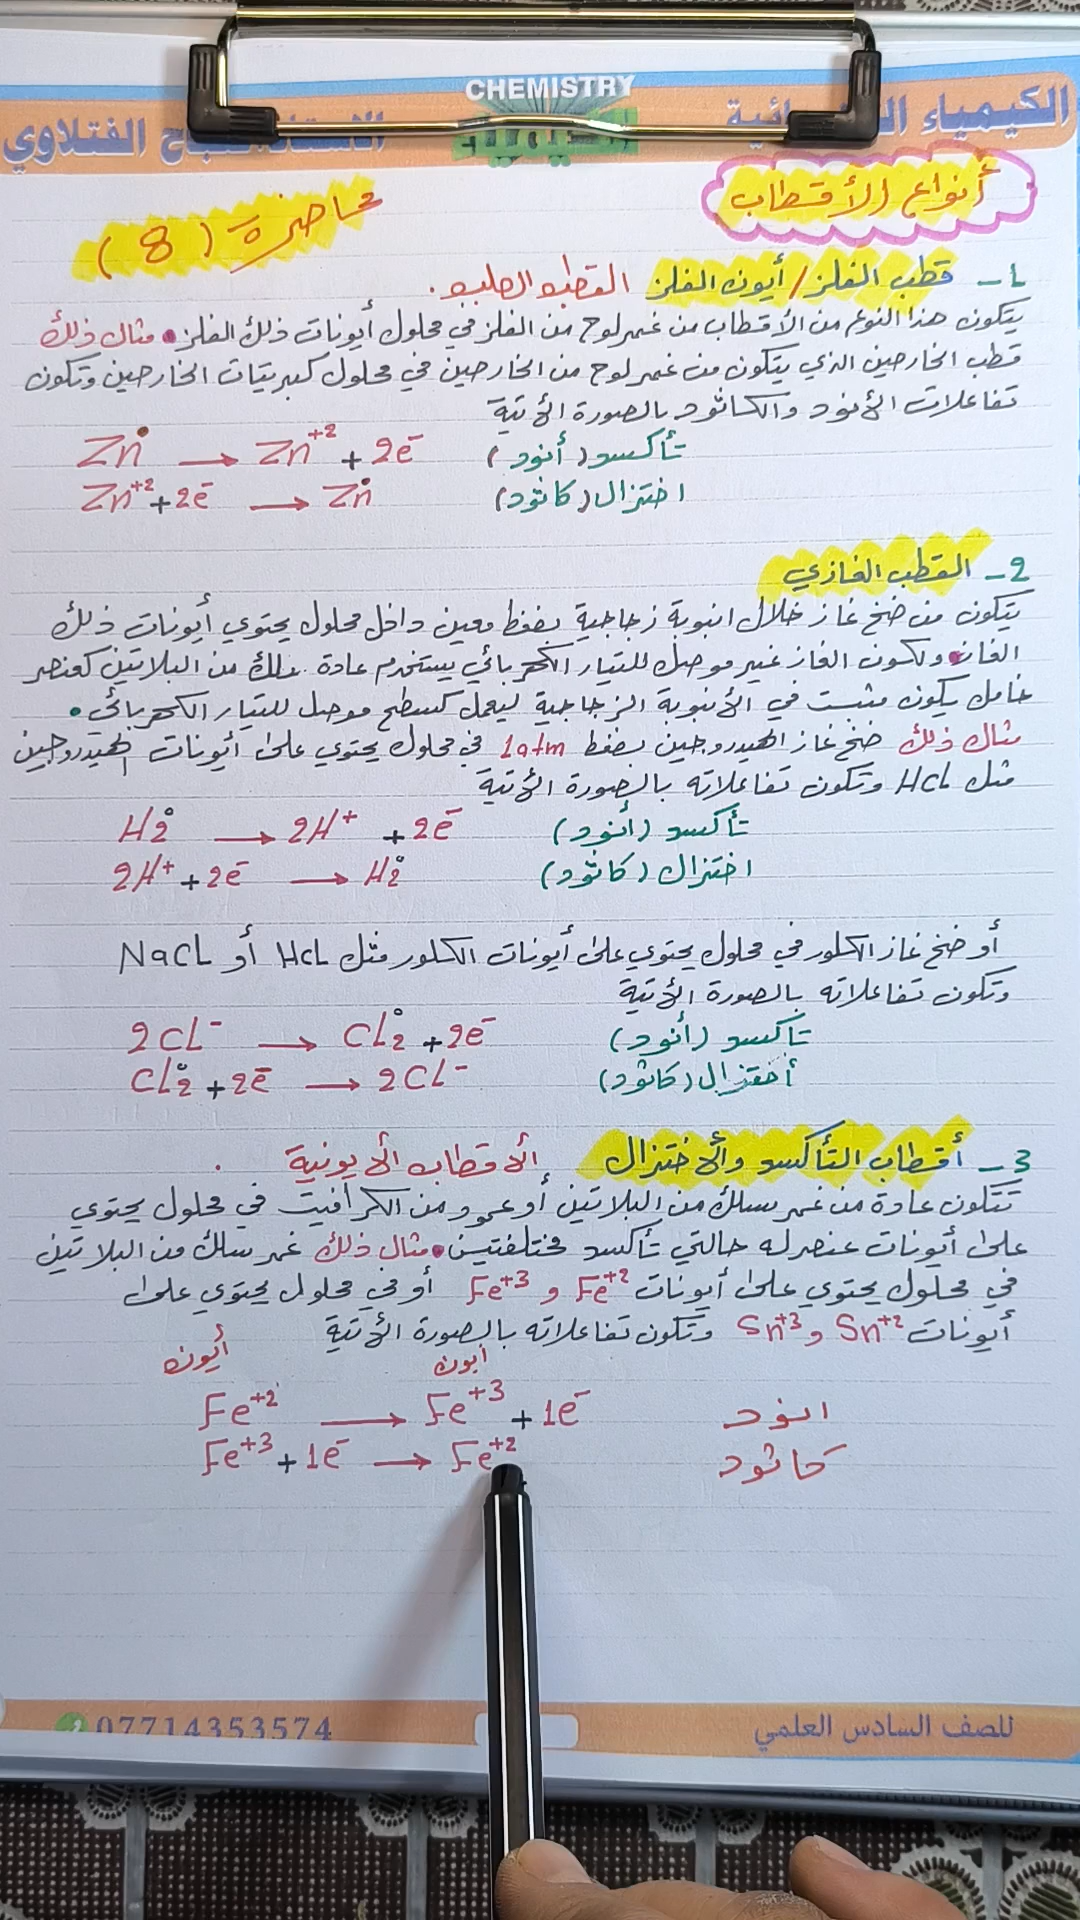 CHEMISTRY
الكيمياء
الفتلاوي
أنواع الأقطاب
محاضرة (8)
1- قطب الفلز/أيون الفلز القطب الصلب.
يتكون هذا النوع من الأقطاب من غمر لوح من الفلز في محلول أيونات ذلك الفلز. مثال ذلك
قطب الخارصين الذي يتكون من غمر لوح من الخارصين في محلول كبريتات الخارصين وتكون
تفاعلات الأنود والكاثود بالصورة الأتية
تأكسد (أنود) Zn° → Zn⁺² + 2e⁻
اختزال (كاثود) Zn⁺² + 2e⁻ → Zn°
2- القطب الغازي
يتكون من ضخ غاز خلال انبوبة زجاجية بضغط معين داخل محلول يحتوي أيونات ذلك
الغاز. ولكون الغاز غير موصل للتيار الكهربائي يستخدم عادة سلك من البلاتين كعنصر
خامل يكون مثبت في الأنبوبة الزجاجية ليعمل كسطح موصل للتيار الكهربائي.
مثال ذلك ضخ غاز الهيدروجين بضغط 1atm في محلول يحتوي على أيونات الهيدروجين
مثل HCL وتكون تفاعلاته بالصورة الأتية
تأكسد (أنود) H₂° → 2H⁺ + 2e⁻
اختزال (كاثود) 2H⁺ + 2e⁻ → H₂°
أو ضخ غاز الكلور في محلول يحتوي على أيونات الكلور مثل HCL أو NaCL
وتكون تفاعلاته بالصورة الأتية
تأكسد (أنود) 2CL⁻ → CL₂° + 2e⁻
أختزال (كاثود) CL₂° + 2e⁻ → 2CL⁻
3- أقطاب التأكسد والأختزال الأقطاب الأيونية.
تتكون عادة من غمر سلك من البلاتين أو عمود من الكرافيت في محلول يحتوي
على أيونات عنصر له حالتي تأكسد مختلفتين. مثال ذلك غمر سلك من البلاتين
في محلول يحتوي على أيونات Fe⁺² و Fe⁺³ أو في محلول يحتوي على
أيونات Sn⁺² و Sn⁺³ وتكون تفاعلاته بالصورة الأتية
أيون أيون
انود Fe⁺² → Fe⁺³ + 1e⁻
كاثود Fe⁺³ + 1e⁻ → Fe⁺²
للصف السادس العلمي
07714353574